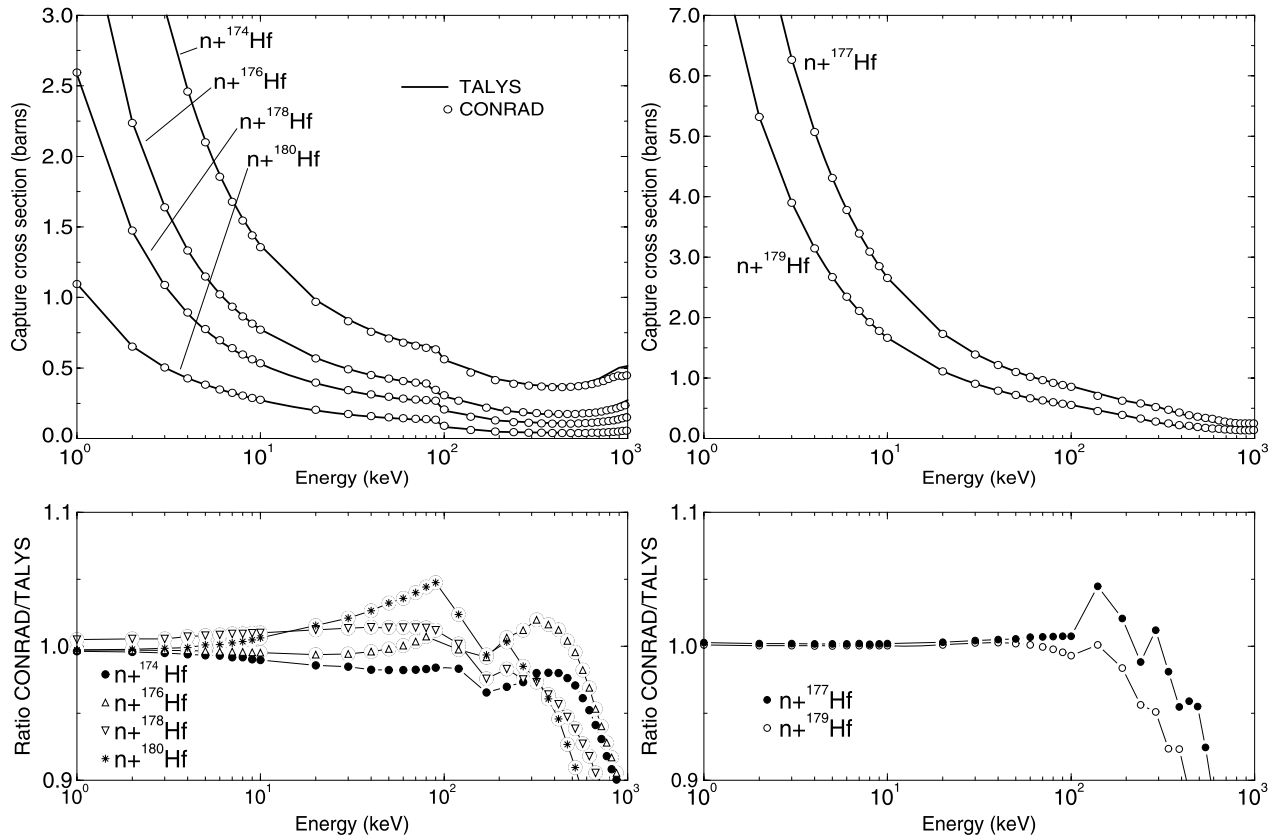 Capture cross section (barns)
3.0
2.5
2.0
1.5
1.0
0.5
0.0
n+174Hf
n+176Hf
n+178Hf
n+180Hf
TALYS
CONRAD
10^0 10^1 10^2 10^3
Energy (keV)
Capture cross section (barns)
7.0
6.0
5.0
4.0
3.0
2.0
1.0
0.0
n+177Hf
n+179Hf
10^0 10^1 10^2 10^3
Energy (keV)
Ratio CONRAD/TALYS
1.1
1.0
0.9
n+174Hf
n+176Hf
n+178Hf
n+180Hf
10^0 10^1 10^2 10^3
Energy (keV)
Ratio CONRAD/TALYS
1.1
1.0
0.9
n+177Hf
n+179Hf
10^0 10^1 10^2 10^3
Energy (keV)